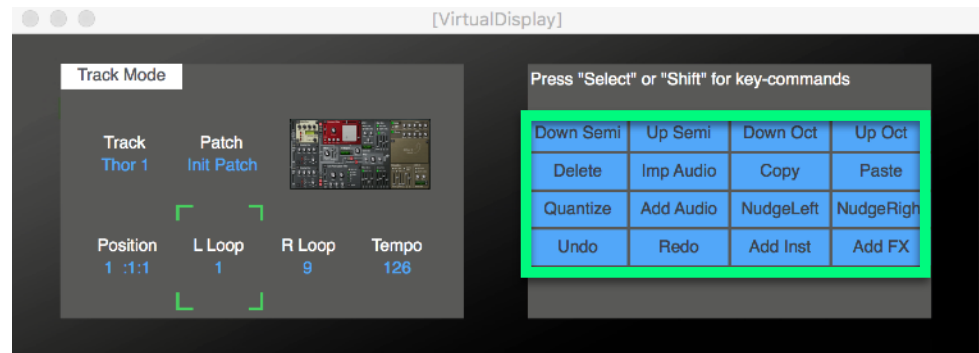 [VirtualDisplay]
Track Mode
Track Patch
Thor 1 Init Patch
Position L Loop R Loop Tempo
1 :1:1 1 9 126
Press "Select" or "Shift" for key-commands
Down Semi Up Semi Down Oct Up Oct
Delete Imp Audio Copy Paste
Quantize Add Audio NudgeLeft NudgeRigh
Undo Redo Add Inst Add FX